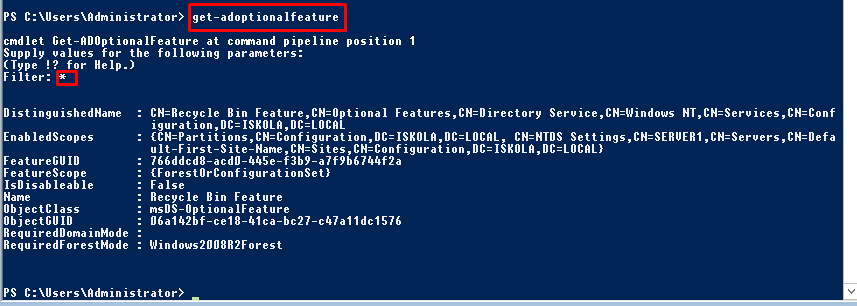 PS C:\Users\Administrator> get-adoptionalfeature
cmdlet Get-ADOptionalFeature at command pipeline position 1
Supply values for the following parameters:
(Type !? for Help.)
Filter: *
DistinguishedName  : CN=Recycle Bin Feature,CN=Optional Features,CN=Directory Service,CN=Windows NT,CN=Services,CN=Conf
iguration,DC=ISKOLA,DC=LOCAL
EnabledScopes      : {CN=Partitions,CN=Configuration,DC=ISKOLA,DC=LOCAL, CN=NTDS Settings,CN=SERVER1,CN=Servers,CN=Defa
ult-First-Site-Name,CN=Sites,CN=Configuration,DC=ISKOLA,DC=LOCAL}
FeatureGUID        : 766ddcd8-acd0-445e-f3b9-a7f9b6744f2a
FeatureScope       : {ForestOrConfigurationSet}
IsDisableable      : False
Name               : Recycle Bin Feature
ObjectClass        : msDS-OptionalFeature
ObjectGUID         : 06a142bf-ce18-41ca-bc27-c47a11dc1576
RequiredDomainMode :
RequiredForestMode : Windows2008R2Forest
PS C:\Users\Administrator> _